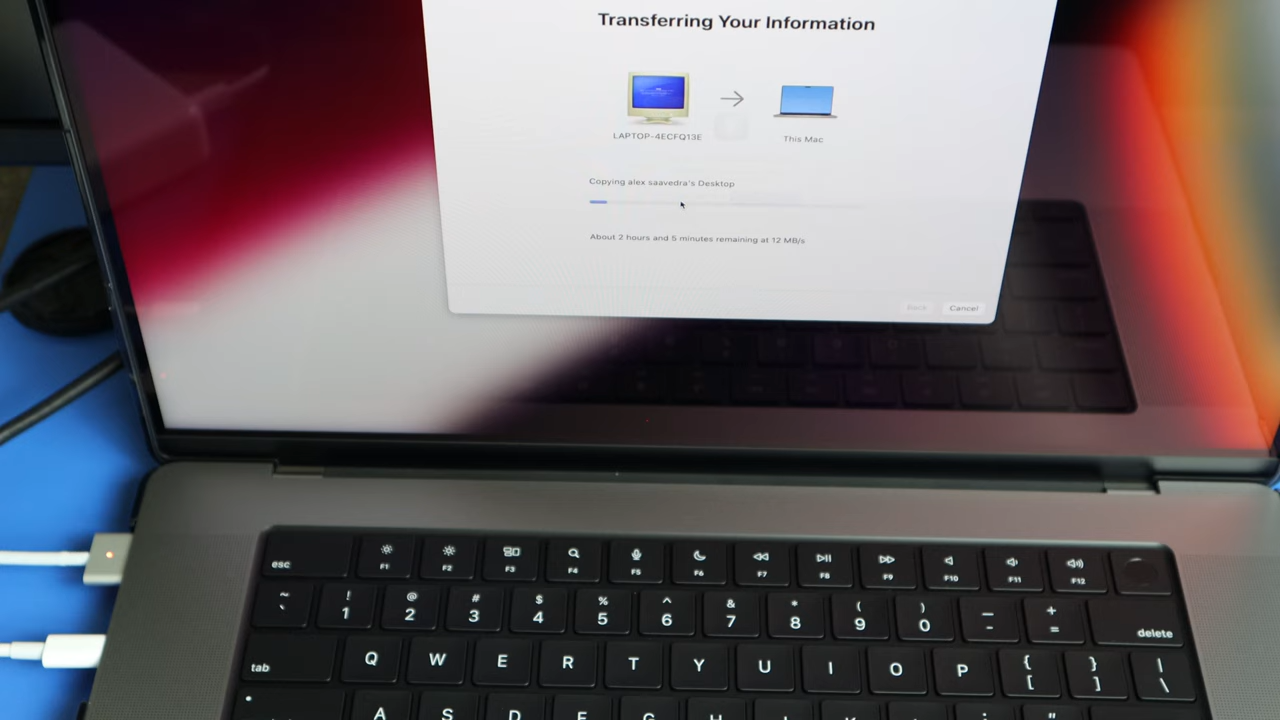 Transferring Your Information
LAPTOP-4ECFQ13E
This Mac
Copying alex saavedra's Desktop
About 2 hours and 5 minutes remaining at 12 MB/s
Back Cancel
esc F1 F2 F3 F4 F5 F6 F7 F8 F9 F10 F11 F12
~ ! @ # $ % ^ & * ( ) — +
` 1 2 3 4 5 6 7 8 9 0 - = delete
tab Q W E R T Y U I O P { [ } ] | \
A S D F G H J K L : "